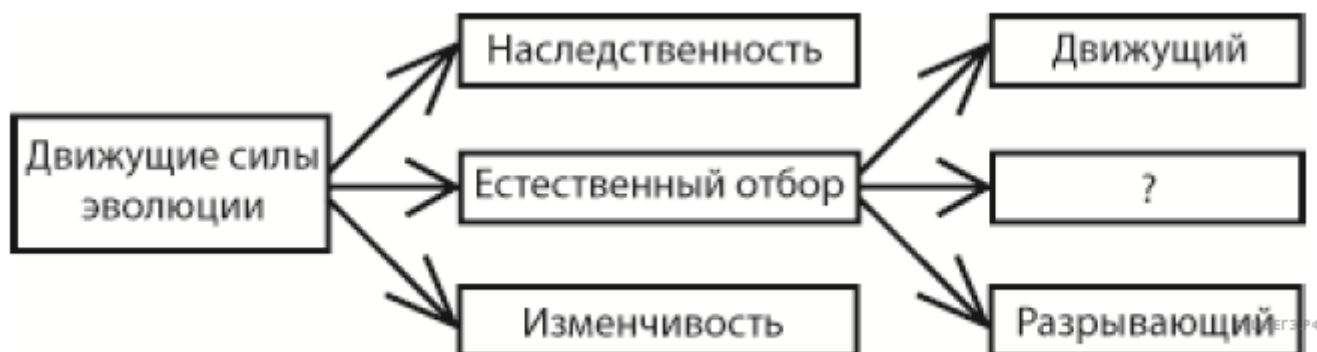 Наследственность
Движущий
Движущие силы
эволюции
Естественный отбор
?
Изменчивость
Разрывающий